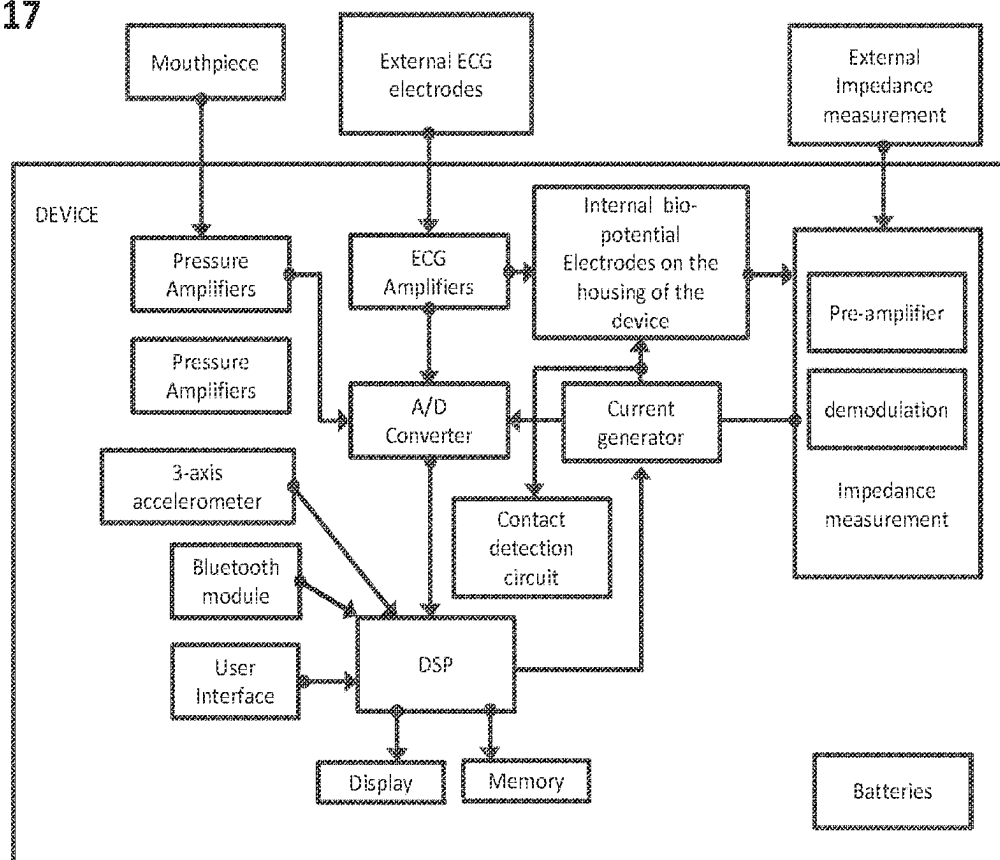 17
Mouthpiece
External ECG
electrodes
External
Impedance
measurement
DEVICE
Pressure
Amplifiers
ECG
Amplifiers
Internal bio-
potential
Electrodes on the
housing of the
device
Pre-amplifier
Pressure
Amplifiers
A/D
Converter
Current
generator
demodulation
3-axis
accelerometer
Contact
detection
circuit
Impedance
measurement
Bluetooth
module
User
Interface
DSP
Display
Memory
Batteries